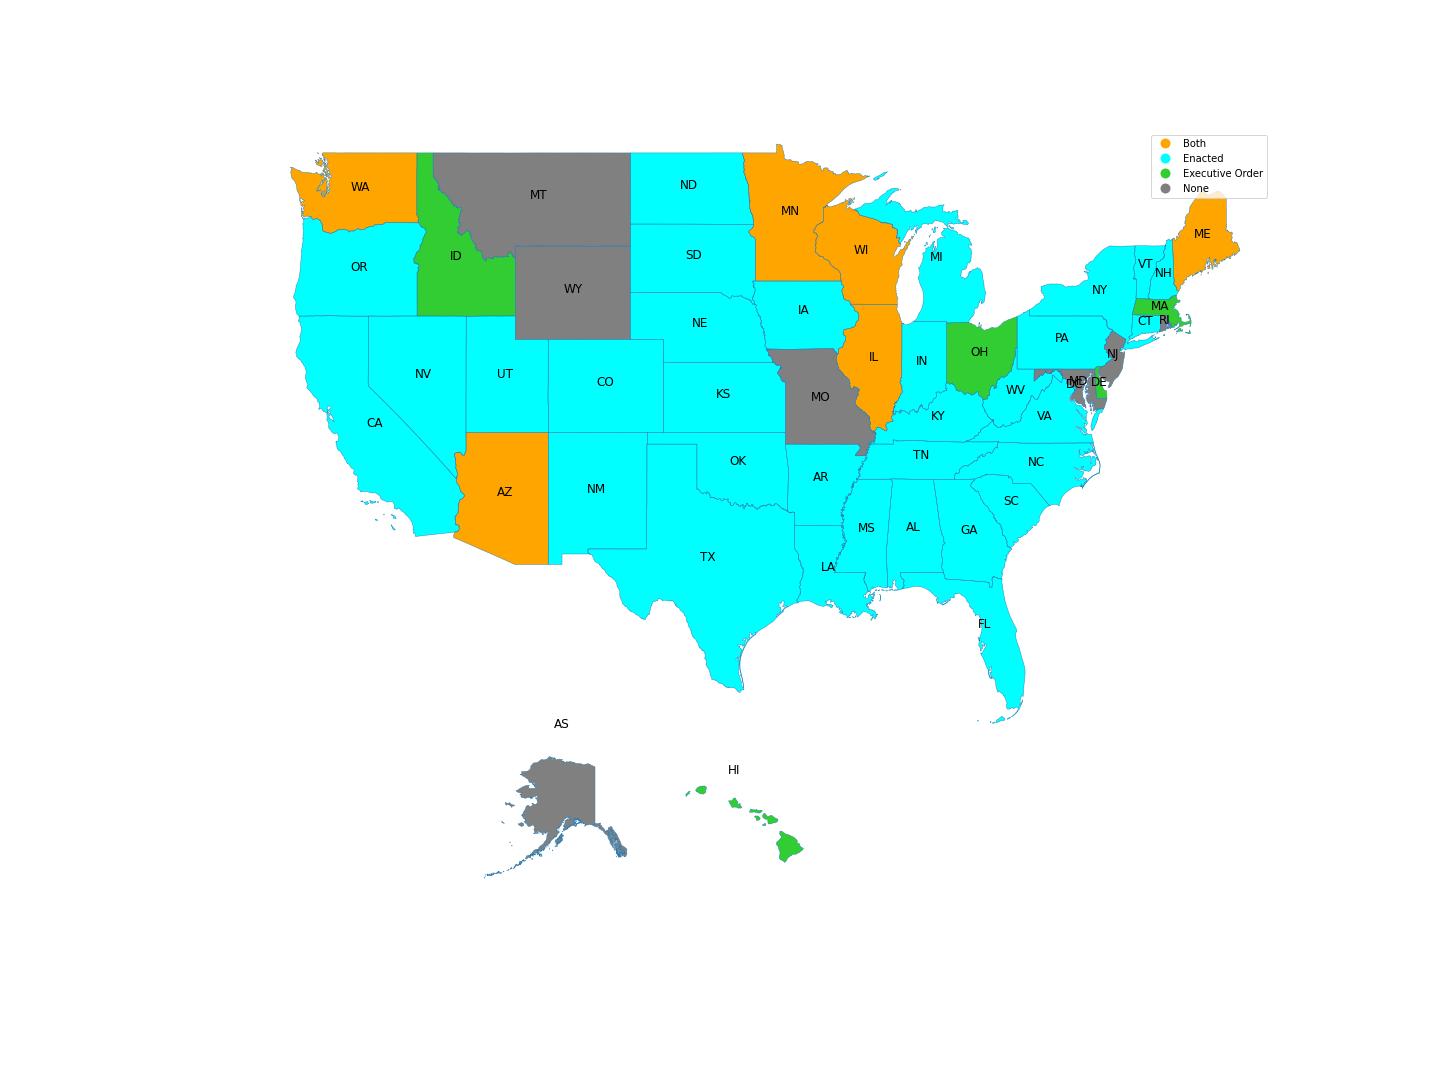 Both
Enacted
Executive Order
None
WA
MT
ND
MN
ME
OR
ID
WY
SD
WI
MI
VT
NH
NY
MA
CT
RI
NE
IA
PA
NJ
NV
UT
CO
KS
MO
IL
IN
OH
WV
MD
DC
DE
CA
KY
VA
AZ
NM
OK
AR
TN
NC
SC
TX
LA
MS
AL
GA
FL
AS
HI